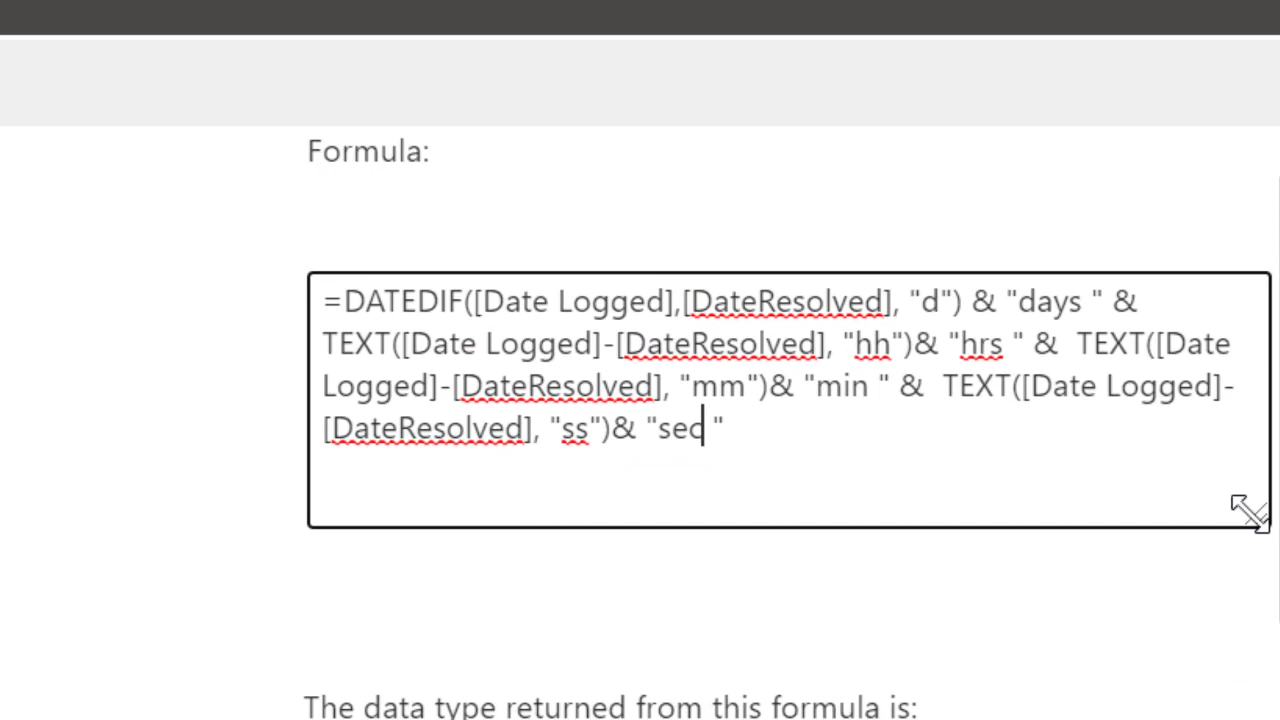 Formula:
=DATEDIF([Date Logged],[DateResolved], "d") & "days " &
TEXT([Date Logged]-[DateResolved], "hh")& "hrs " &  TEXT([Date
Logged]-[DateResolved], "mm")& "min " &  TEXT([Date Logged]-
[DateResolved], "ss")& "sec "
The data type returned from this formula is: